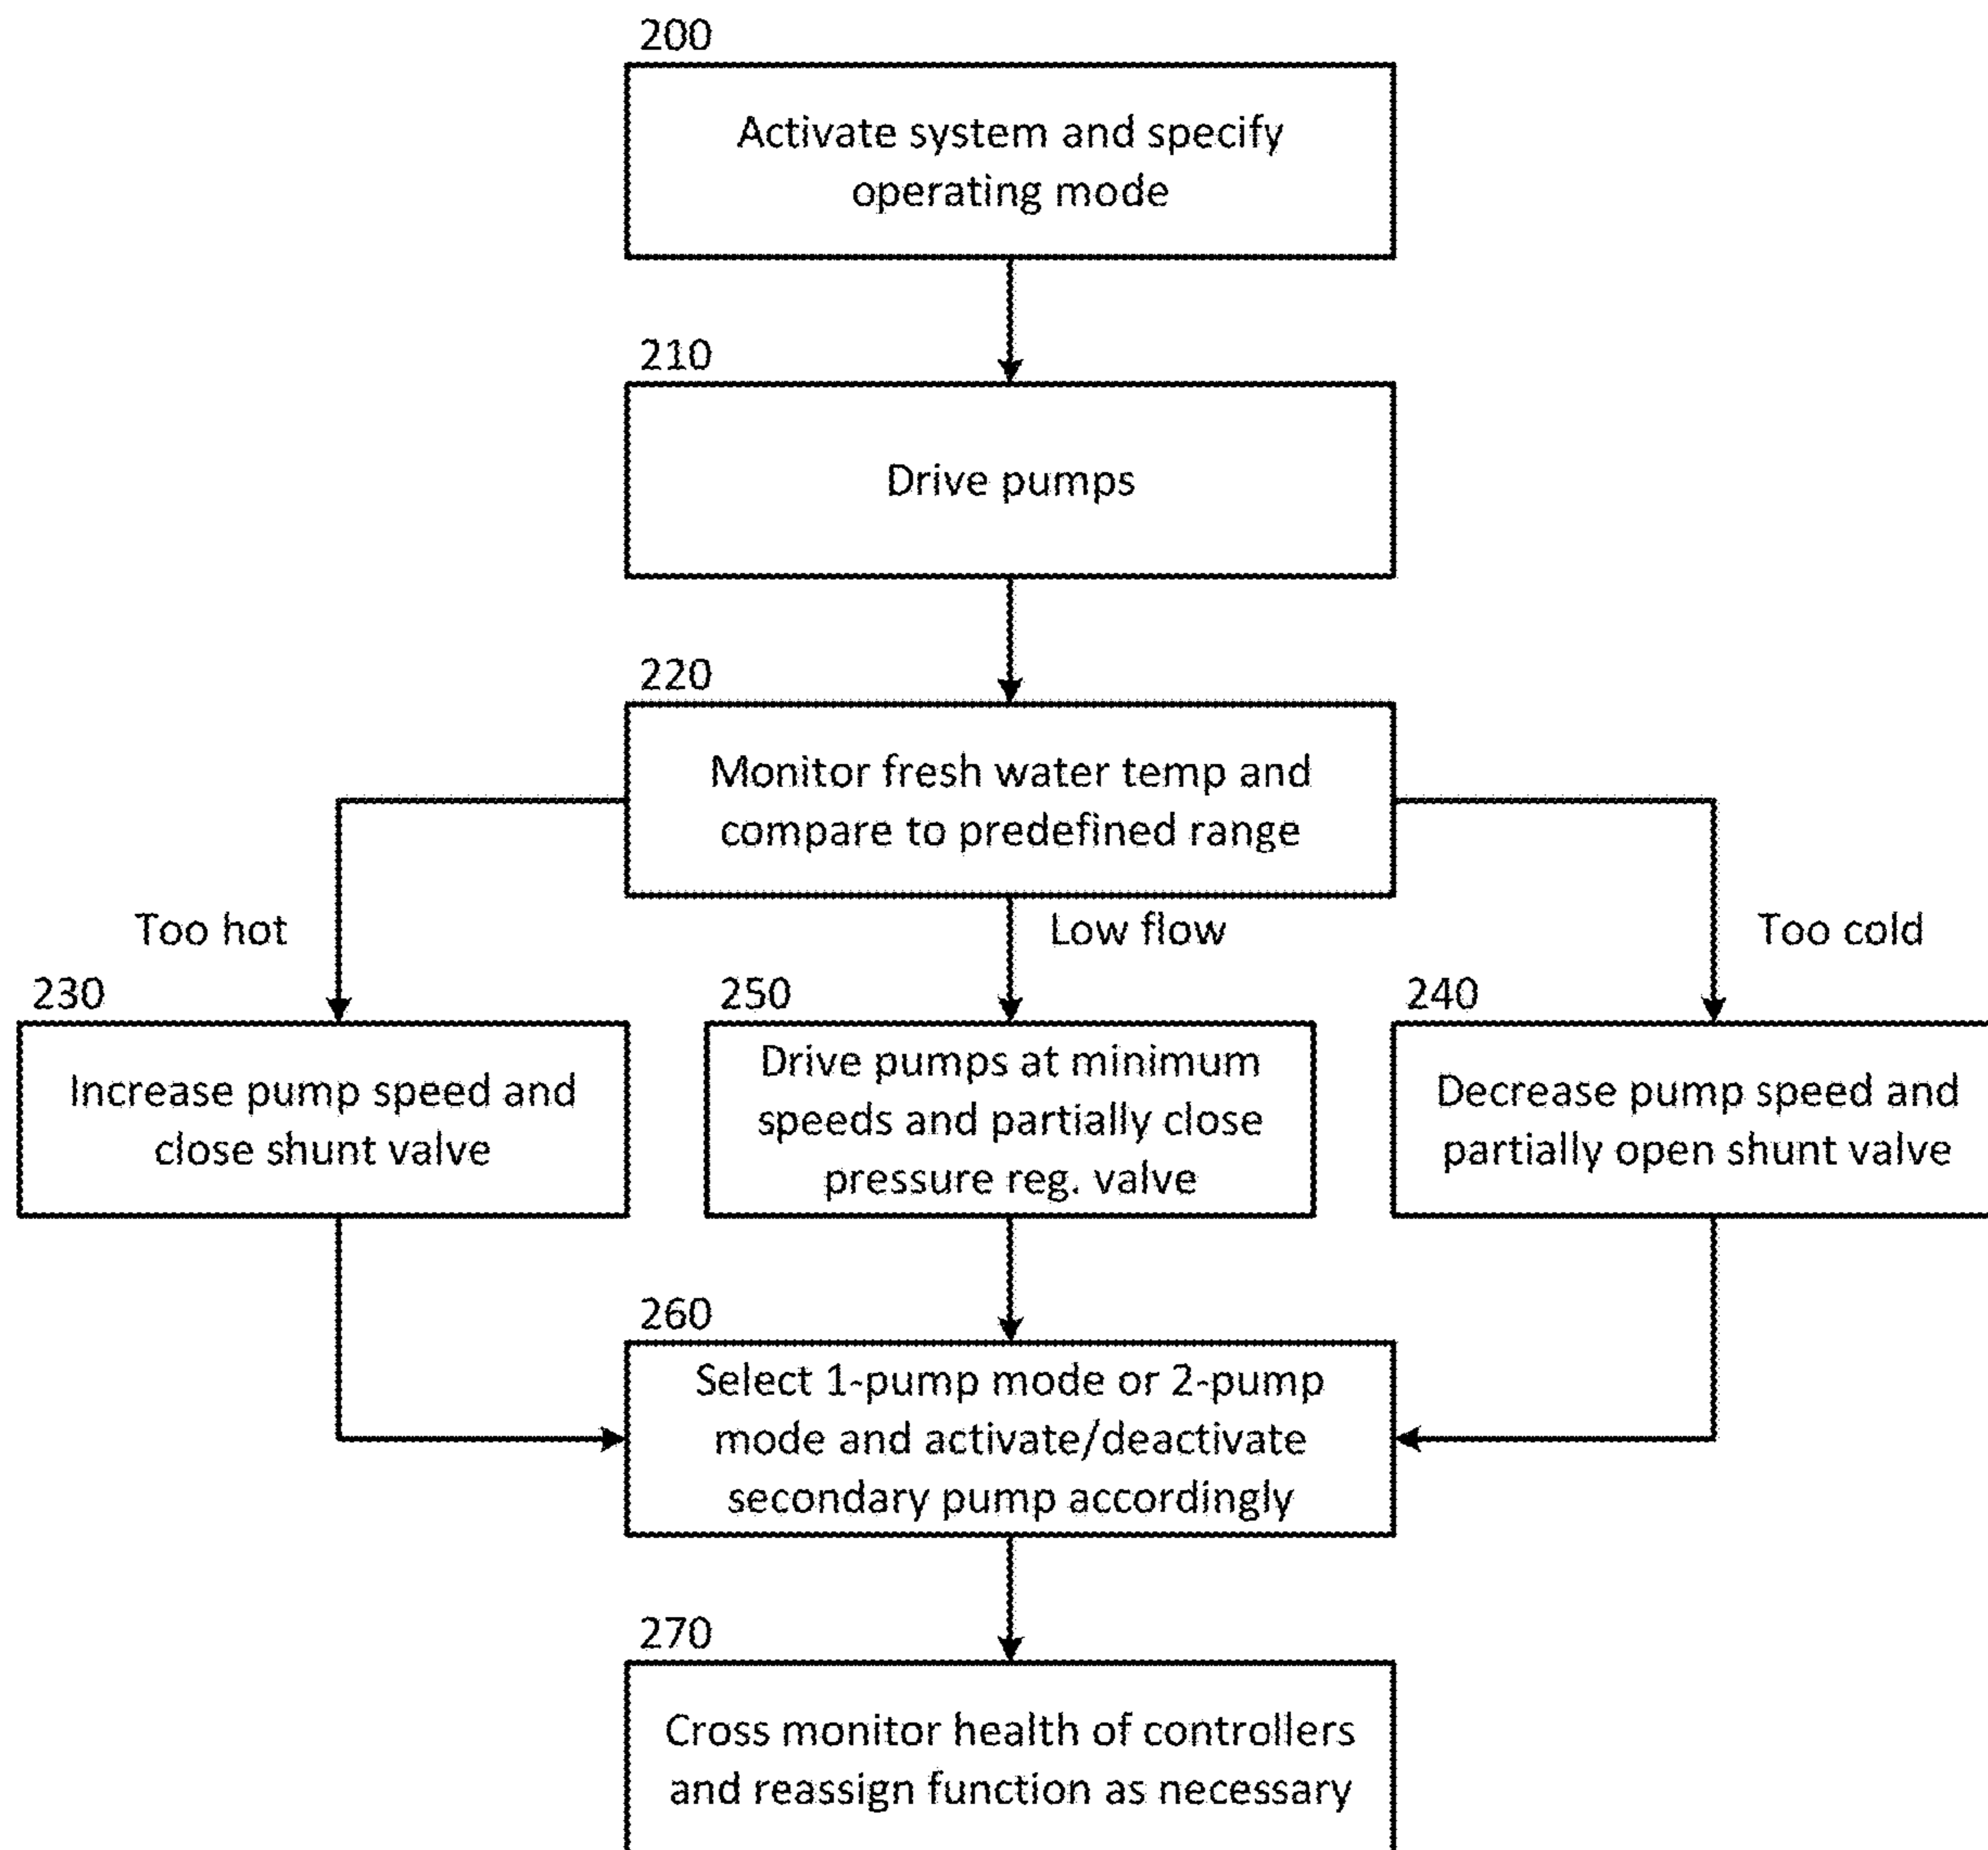 200
Activate system and specify
operating mode
210
Drive pumps
220
Monitor fresh water temp and
compare to predefined range
Too hot
Low flow
Too cold
230
Increase pump speed and
close shunt valve
250
Drive pumps at minimum
speeds and partially close
pressure reg. valve
240
Decrease pump speed and
partially open shunt valve
260
Select 1-pump mode or 2-pump
mode and activate/deactivate
secondary pump accordingly
270
Cross monitor health of controllers
and reassign function as necessary